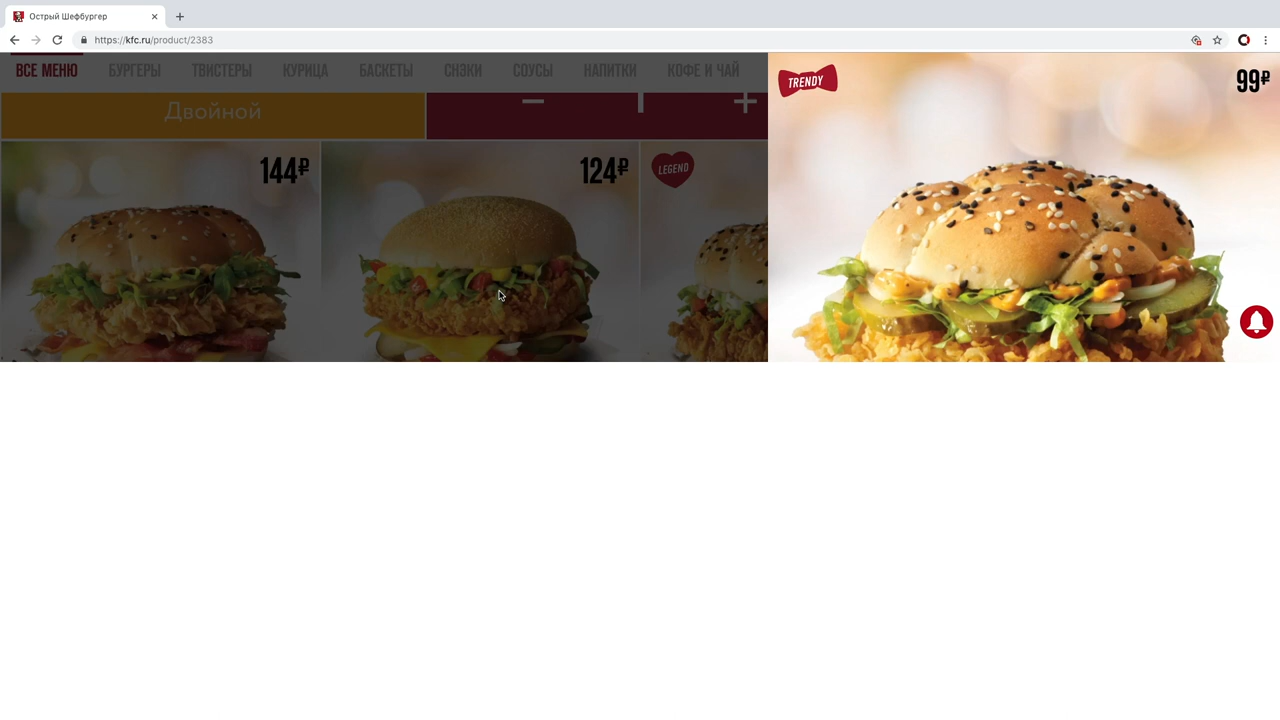 Острый Шефбургер
https://kfc.ru/product/2383
ВСЕ МЕНЮ БУРГЕРЫ ТВИСТЕРЫ КУРИЦА БАСКЕТЫ СНЭКИ СОУСЫ НАПИТКИ КОФЕ И ЧАЙ
Двойной
144₽
124₽
LEGEND
TRENDY
99₽